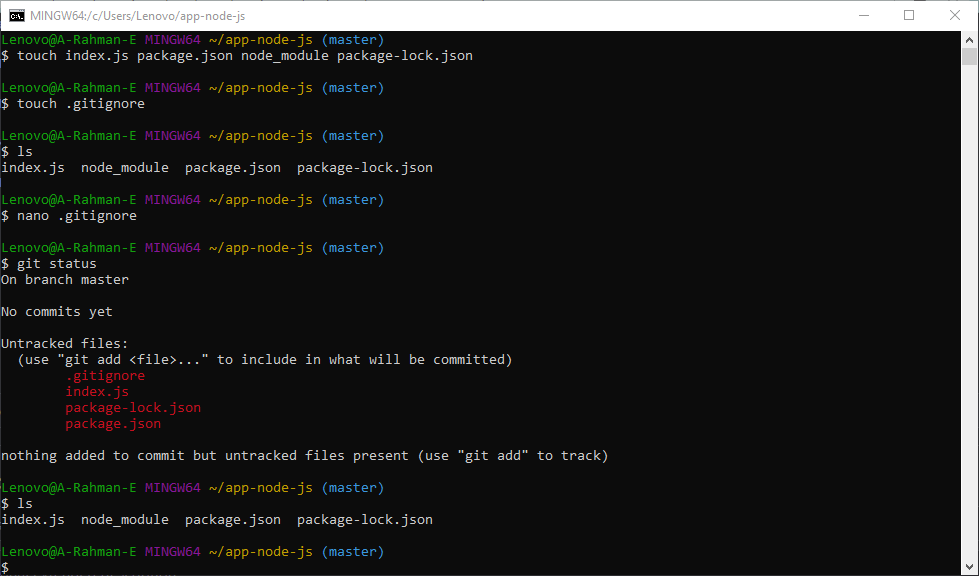 MINGW64:/c/Users/Lenovo/app-node-js
Lenovo@A-Rahman-E MINGW64 ~/app-node-js (master)
$ touch index.js package.json node_module package-lock.json
Lenovo@A-Rahman-E MINGW64 ~/app-node-js (master)
$ touch .gitignore
Lenovo@A-Rahman-E MINGW64 ~/app-node-js (master)
$ ls
index.js  node_module  package.json  package-lock.json
Lenovo@A-Rahman-E MINGW64 ~/app-node-js (master)
$ nano .gitignore
Lenovo@A-Rahman-E MINGW64 ~/app-node-js (master)
$ git status
On branch master
No commits yet
Untracked files:
  (use "git add <file>..." to include in what will be committed)
        .gitignore
        index.js
        package-lock.json
        package.json
nothing added to commit but untracked files present (use "git add" to track)
Lenovo@A-Rahman-E MINGW64 ~/app-node-js (master)
$ ls
index.js  node_module  package.json  package-lock.json
Lenovo@A-Rahman-E MINGW64 ~/app-node-js (master)
$